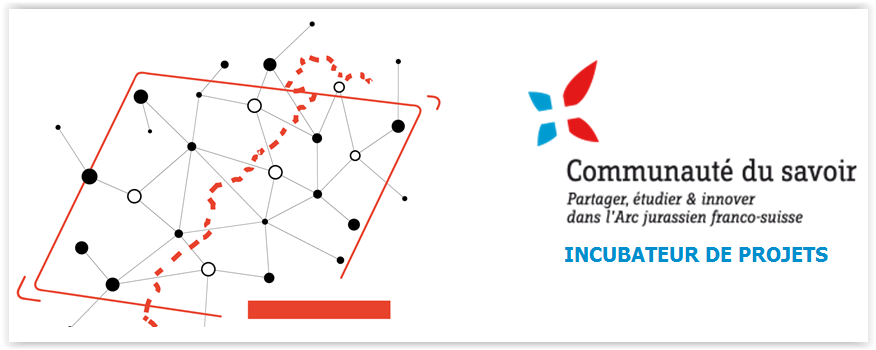 Communauté du savoir
Partager, étudier & innover
dans l'Arc jurassien franco-suisse
INCUBATEUR DE PROJETS